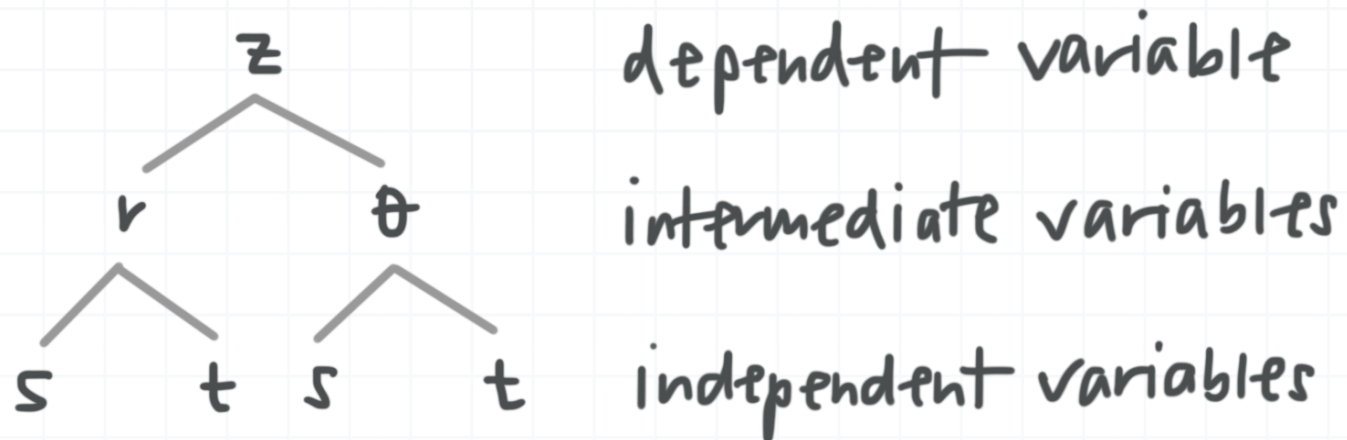 z dependent variable
r θ intermediate variables
s t s t independent variables